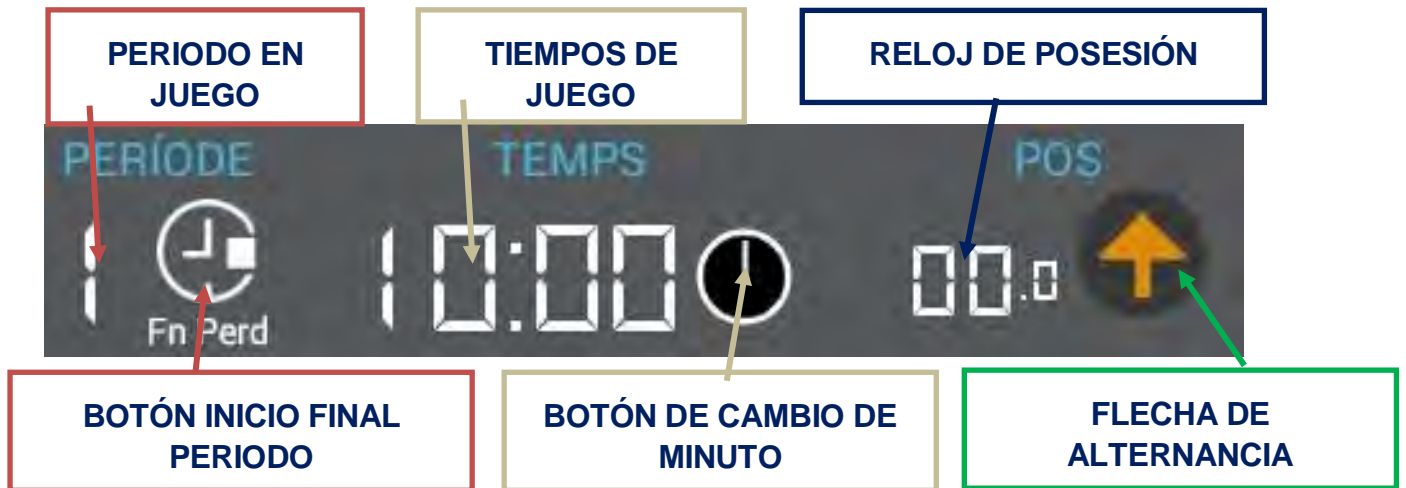 PERIODO EN
JUEGO
TIEMPOS DE
JUEGO
RELOJ DE POSESIÓN
PERÍODE
TEMPS
POS
1
10:00
00.0
Fn Perd
BOTÓN INICIO FINAL
PERIODO
BOTÓN DE CAMBIO DE
MINUTO
FLECHA DE
ALTERNANCIA